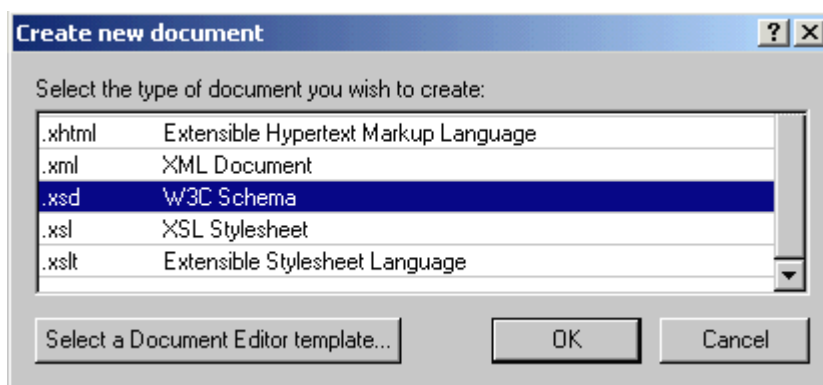 Create new document
Select the type of document you wish to create:
.xhtml Extensible Hypertext Markup Language
.xml XML Document
.xsd W3C Schema
.xsl XSL Stylesheet
.xslt Extensible Stylesheet Language
Select a Document Editor template... OK Cancel